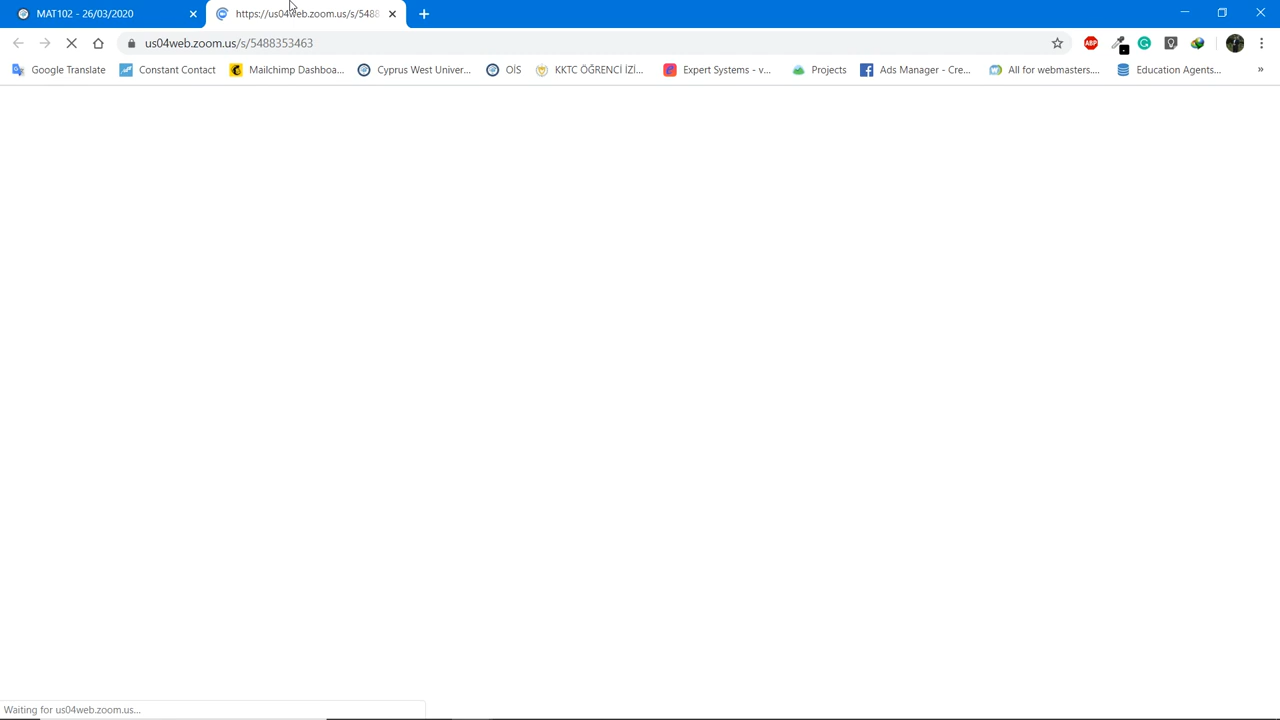 MAT102 - 26/03/2020
https://us04web.zoom.us/s/5488
us04web.zoom.us/s/5488353463
ABP
Google Translate
Constant Contact
Mailchimp Dashboa...
Cyprus West Univer...
OİS
KKTC ÖĞRENCİ İZİ...
Expert Systems - v...
Projects
Ads Manager - Cre...
All for webmasters....
Education Agents...
»
Waiting for us04web.zoom.us...